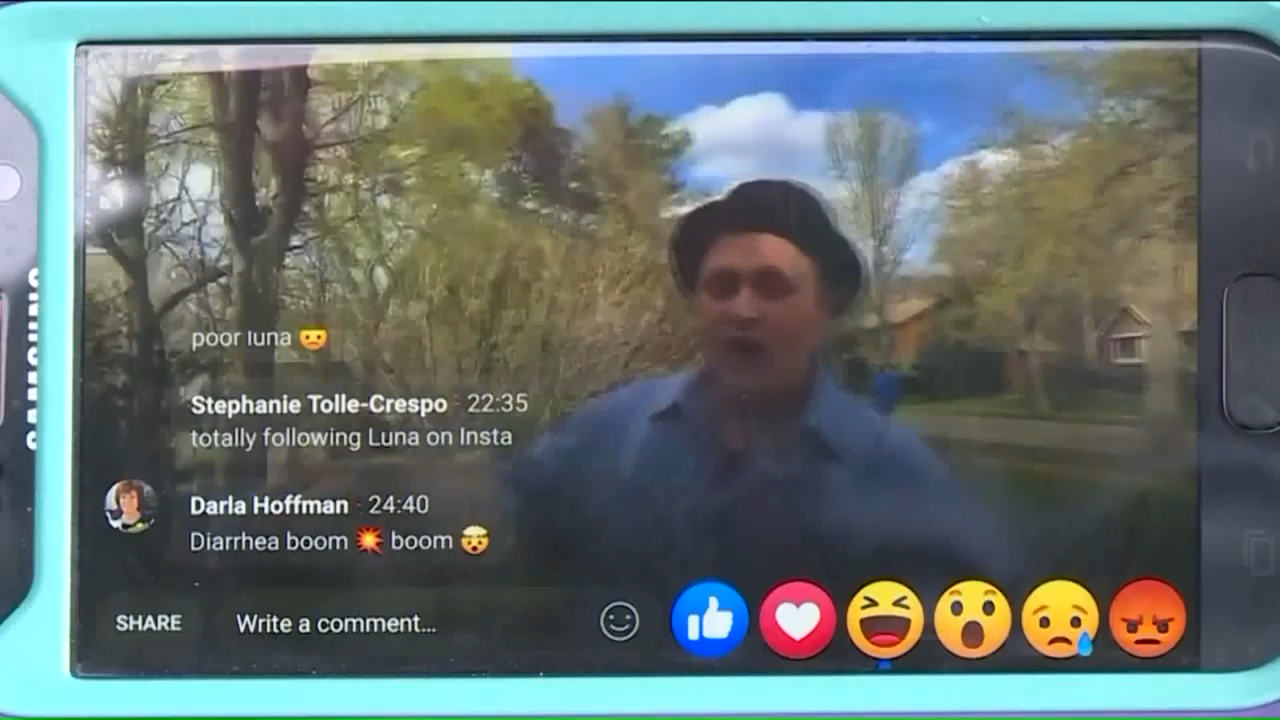 SAMSUNG
poor luna 😳
Stephanie Tolle-Crespo · 22:35
totally following Luna on Insta
Darla Hoffman · 24:40
Diarrhea boom 💥 boom 🤯
SHARE
Write a comment...